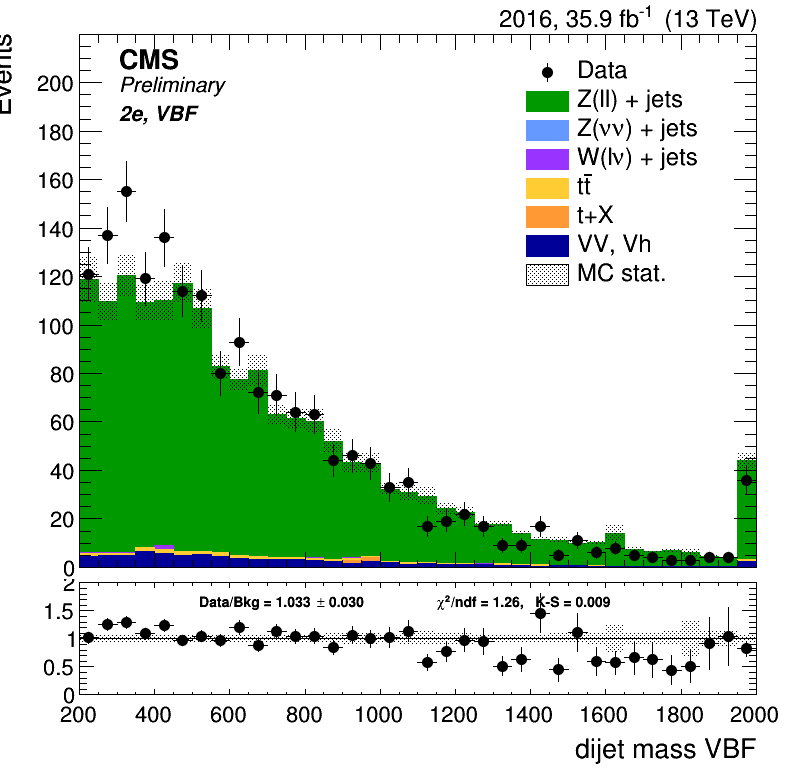 2016, 35.9 fb⁻¹ (13 TeV)
Events
CMS
Preliminary
2e, VBF
Data
Z(ll) + jets
Z(νν) + jets
W(lν) + jets
tt̄
t+X
VV, Vh
MC stat.
200
180
160
140
120
100
80
60
40
20
0
2
1.5
1
0.5
0
Data/Bkg = 1.033 ± 0.030
χ²/ndf = 1.26, K-S = 0.009
200 400 600 800 1000 1200 1400 1600 1800 2000
dijet mass VBF